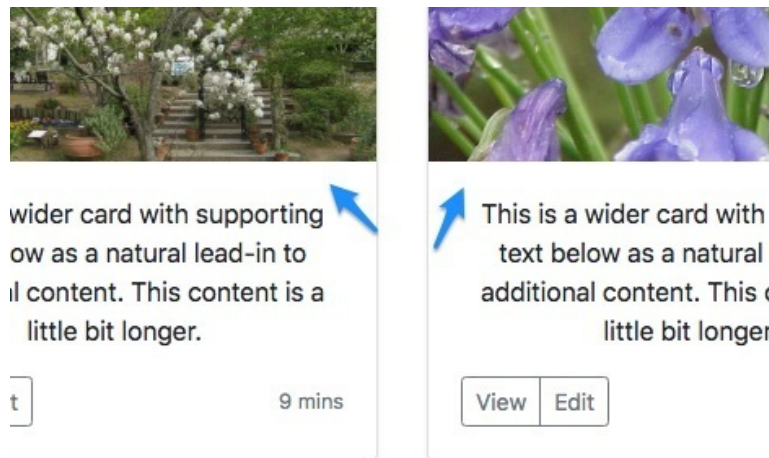 wider card with supporting
ow as a natural lead-in to
l content. This content is a
little bit longer.
t
9 mins
This is a wider card with
text below as a natural
additional content. This
little bit longer
View
Edit